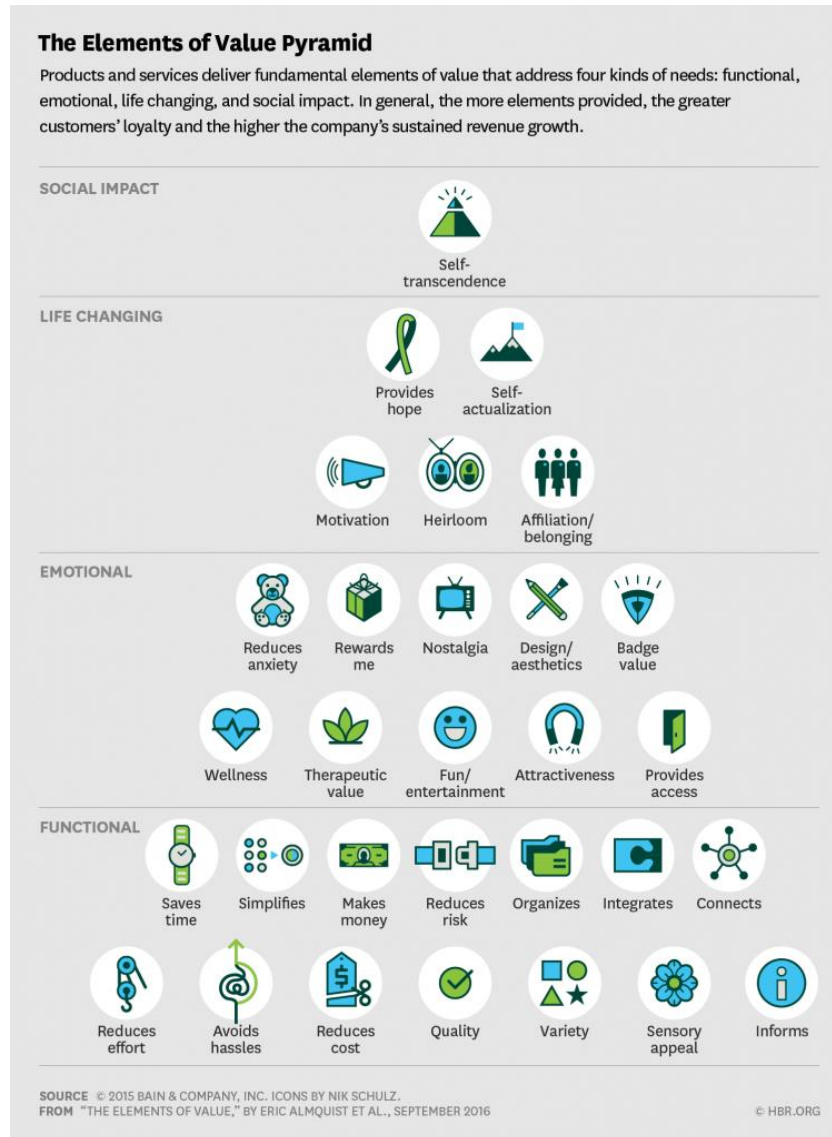 The Elements of Value Pyramid
Products and services deliver fundamental elements of value that address four kinds of needs: functional,
emotional, life changing, and social impact. In general, the more elements provided, the greater
customers’ loyalty and the higher the company’s sustained revenue growth.
SOCIAL IMPACT
Self-
transcendence
LIFE CHANGING
Provides
hope
Self-
actualization
Motivation
Heirloom
Affiliation/
belonging
EMOTIONAL
Reduces
anxiety
Rewards
me
Nostalgia
Design/
aesthetics
Badge
value
Wellness
Therapeutic
value
Fun/
entertainment
Attractiveness
Provides
access
FUNCTIONAL
Saves
time
Simplifies
Makes
money
Reduces
risk
Organizes
Integrates
Connects
Reduces
effort
Avoids
hassles
$
Reduces
cost
Quality
Variety
Sensory
appeal
i
Informs
SOURCE © 2015 BAIN & COMPANY, INC. ICONS BY NIK SCHULZ.
FROM “THE ELEMENTS OF VALUE,” BY ERIC ALMQUIST ET AL., SEPTEMBER 2016
© HBR.ORG